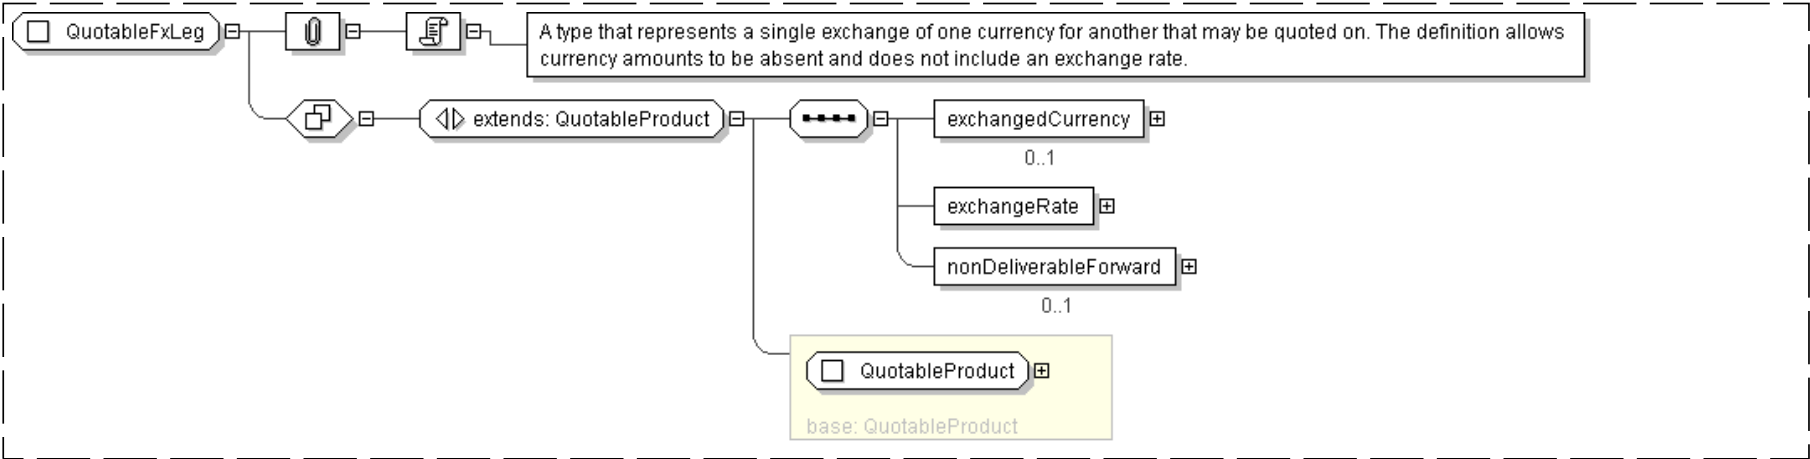 QuotableFxLeg
A type that represents a single exchange of one currency for another that may be quoted on. The definition allows
currency amounts to be absent and does not include an exchange rate.
extends: QuotableProduct
exchangedCurrency
0..1
exchangeRate
nonDeliverableForward
0..1
QuotableProduct
base: QuotableProduct